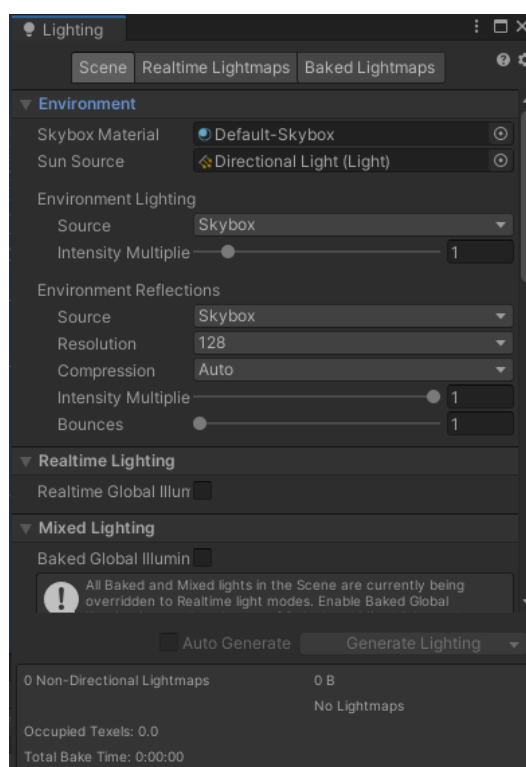 Lighting
Scene Realtime Lightmaps Baked Lightmaps
Environment
Skybox Material Default-Skybox
Sun Source Directional Light (Light)
Environment Lighting
Source Skybox
Intensity Multiplie 1
Environment Reflections
Source Skybox
Resolution 128
Compression Auto
Intensity Multiplie 1
Bounces 1
Realtime Lighting
Realtime Global Illum
Mixed Lighting
Baked Global Illumin
All Baked and Mixed lights in the Scene are currently being
overridden to Realtime light modes. Enable Baked Global
Auto Generate Generate Lighting
0 Non-Directional Lightmaps 0 B
No Lightmaps
Occupied Texels: 0.0
Total Bake Time: 0:00:00